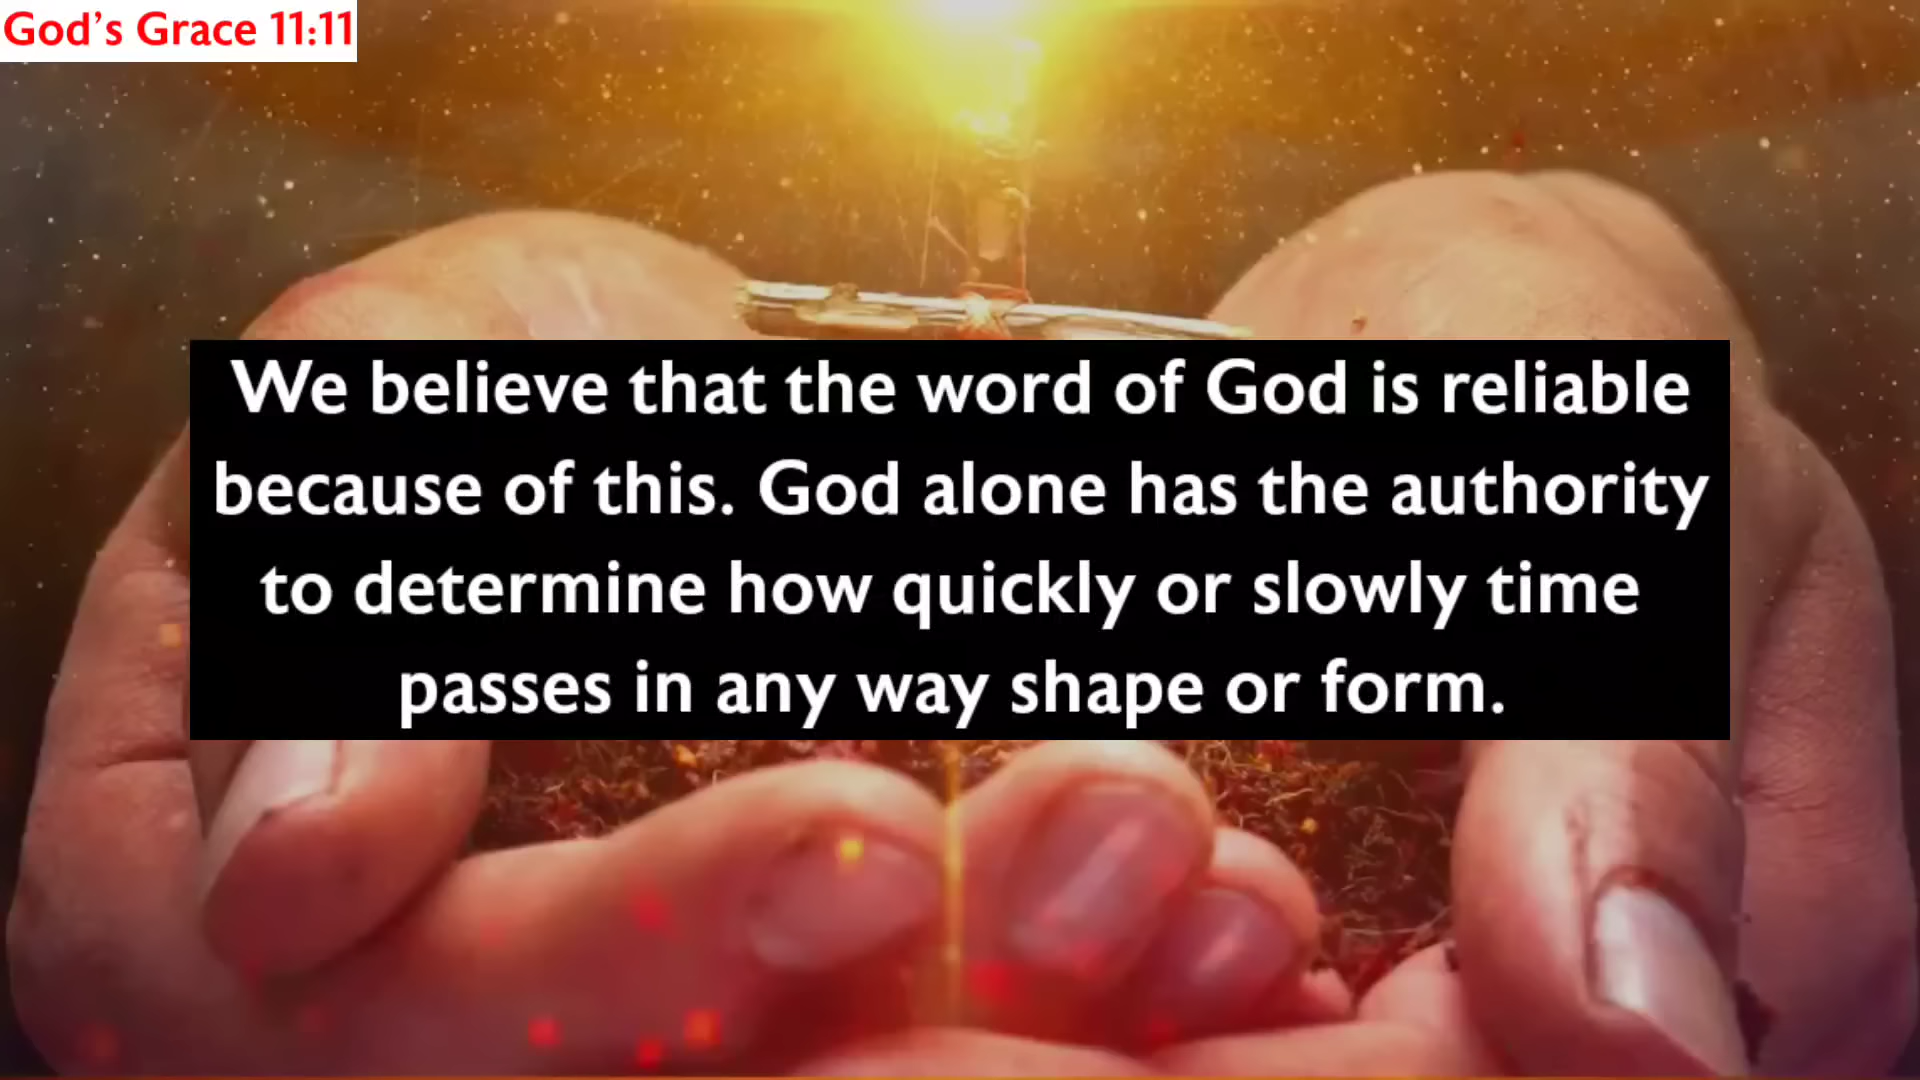 God's Grace 11:11
We believe that the word of God is reliable
because of this. God alone has the authority
to determine how quickly or slowly time
passes in any way shape or form.